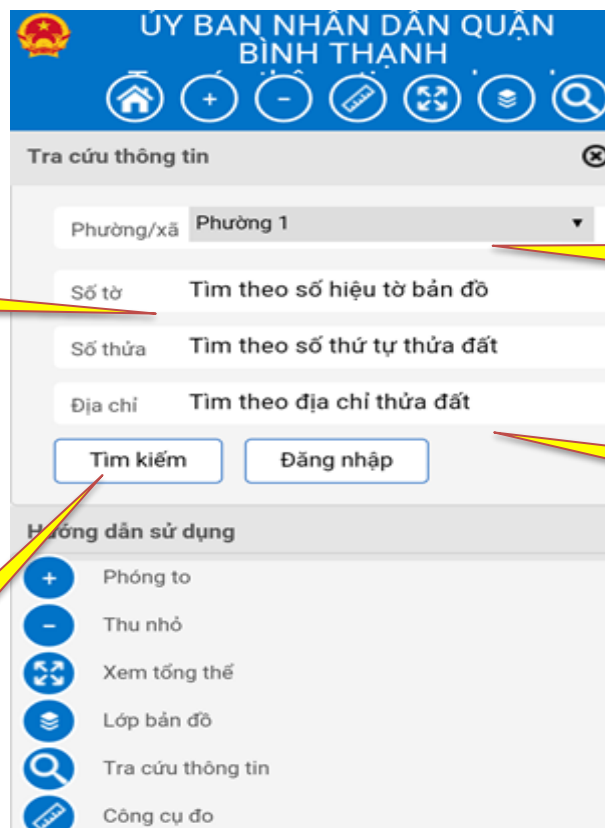 ỦY BAN NHÂN DÂN QUẬN
BÌNH THẠNH
Tra cứu thông tin
Phường/xã Phường 1
Số tờ Tìm theo số hiệu tờ bản đồ
Số thửa Tìm theo số thứ tự thửa đất
Địa chỉ Tìm theo địa chỉ thửa đất
Tìm kiếm Đăng nhập
Hướng dẫn sử dụng
Phóng to
Thu nhỏ
Xem tổng thể
Lớp bản đồ
Tra cứu thông tin
Công cụ đo